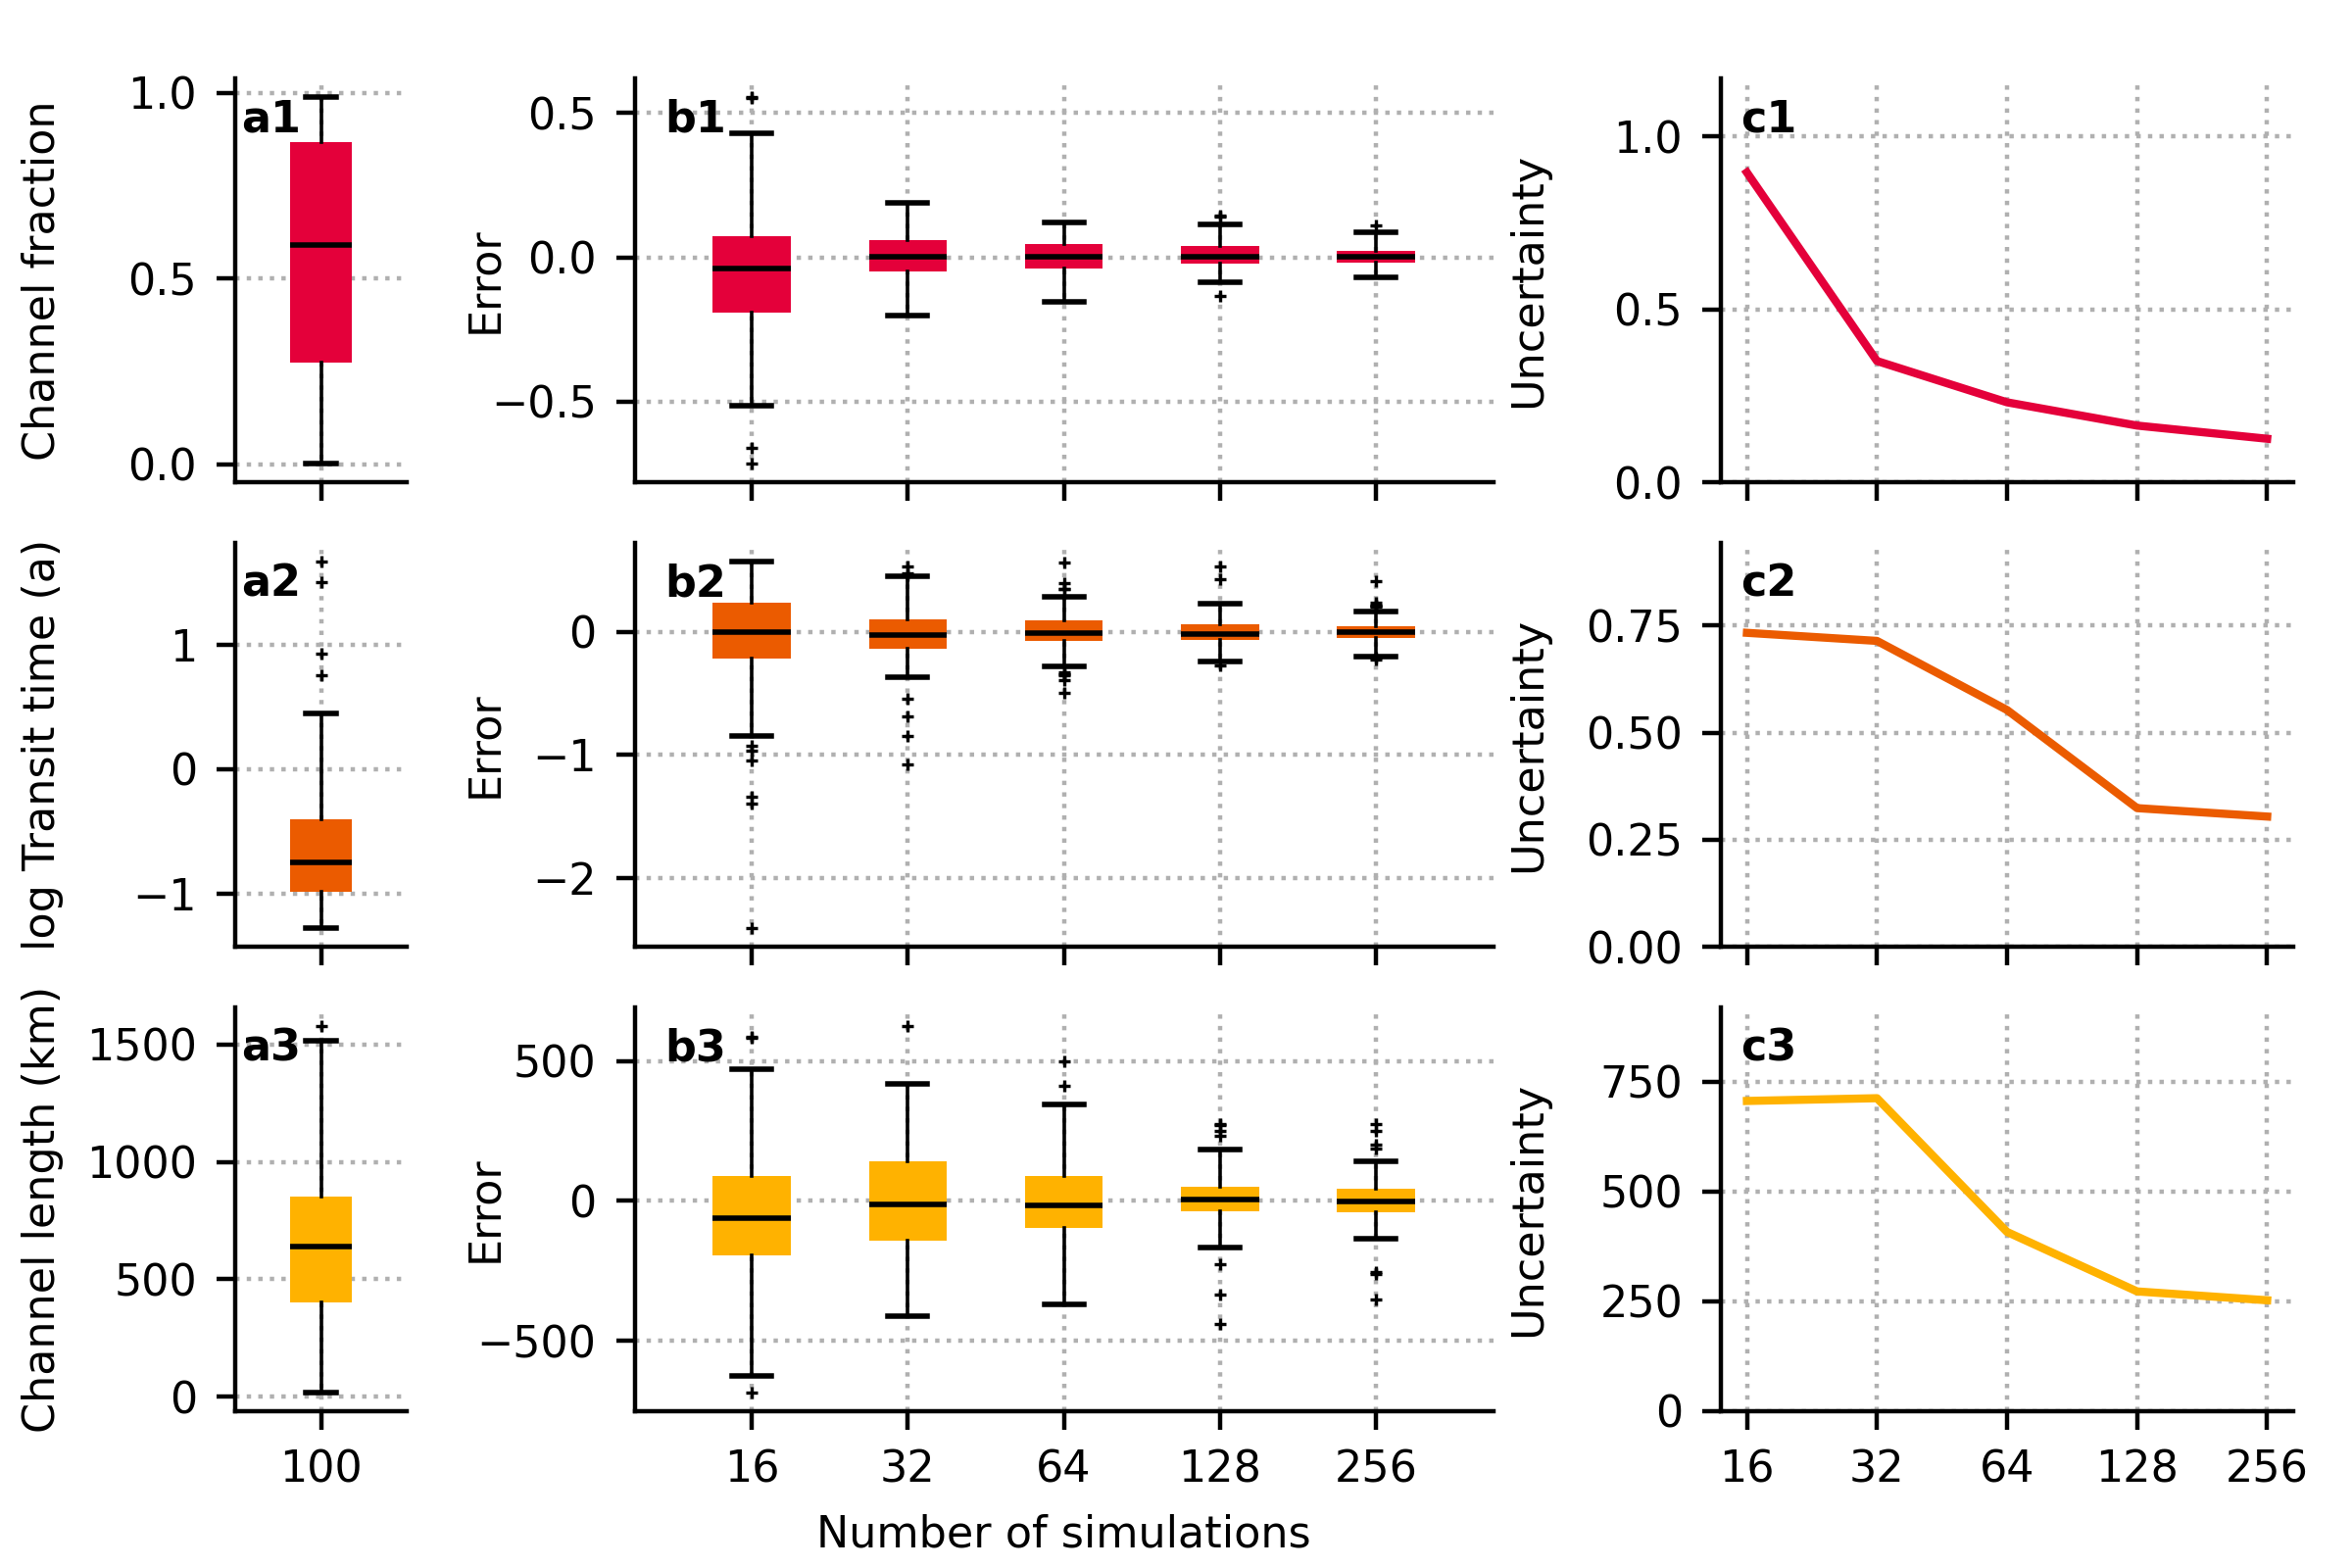 Channel fraction
1.0
0.5
0.0
a1
Error
0.5
0.0
−0.5
b1
Uncertainty
1.0
0.5
0.0
c1
log Transit time (a)
1
0
−1
a2
Error
0
−1
−2
b2
Uncertainty
0.75
0.50
0.25
0.00
c2
Channel length (km)
1500
1000
500
0
a3
100
Error
500
0
−500
b3
16 32 64 128 256
Uncertainty
750
500
250
0
c3
16 32 64 128 256
Number of simulations